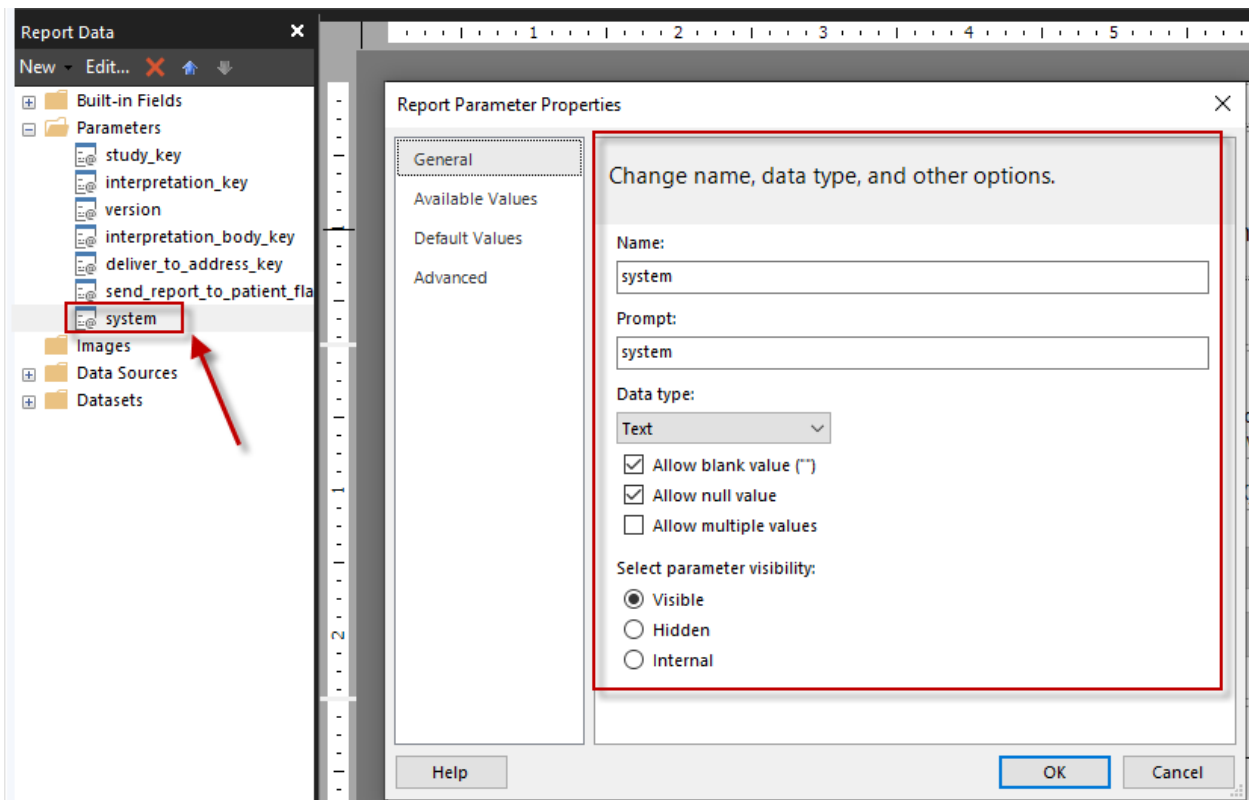 Report Data
New Edit...
Built-in Fields
Parameters
study_key
interpretation_key
version
interpretation_body_key
deliver_to_address_key
send_report_to_patient_fla
system
Images
Data Sources
Datasets
1 2 3 4 5
1
2
Report Parameter Properties
General
Available Values
Default Values
Advanced
Change name, data type, and other options.
Name:
system
Prompt:
system
Data type:
Text
Allow blank value ("")
Allow null value
Allow multiple values
Select parameter visibility:
Visible
Hidden
Internal
Help
OK
Cancel